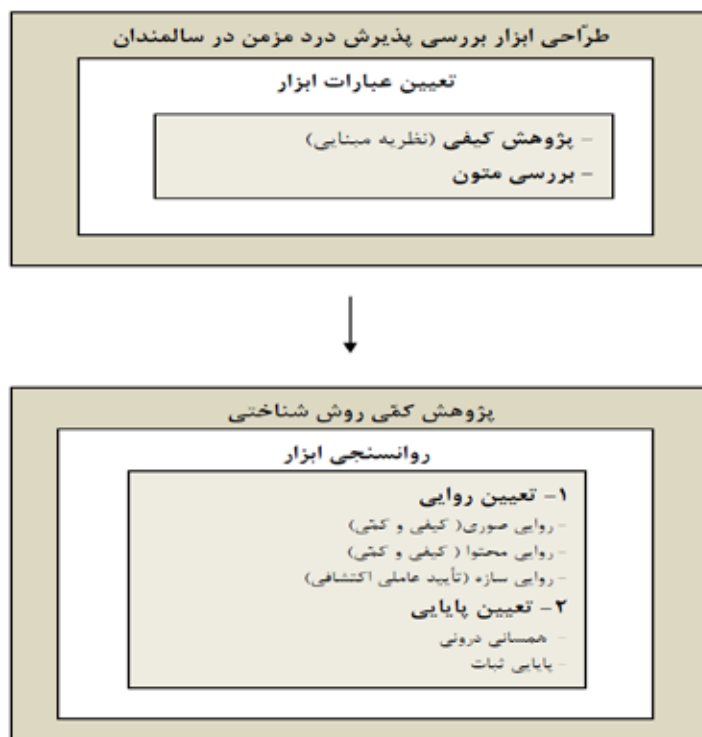 طرّاحی ابزار بررسی پذیرش درد مزمن در سالمندان
تعیین عبارات ابزار
- پژوهش کیفی (نظریه مبنایی)
- بررسی متون
پژوهش کمّی روش شناختی
روانسنجی ابزار
۱- تعیین روایی
- روایی صوری( کیفی و کمّی)
- روایی محتوا ( کیفی و کمّی)
- روایی سازه (تأیید عاملی اکتشافی)
۲- تعیین پایایی
- همسانی درونی
- پایایی ثبات